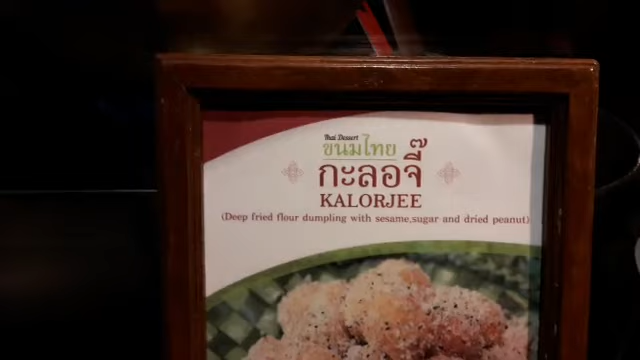 Thai Dessert
ขนมไทย
กะลอจี๊
KALORJEE
(Deep fried flour dumpling with sesame,sugar and dried peanut)